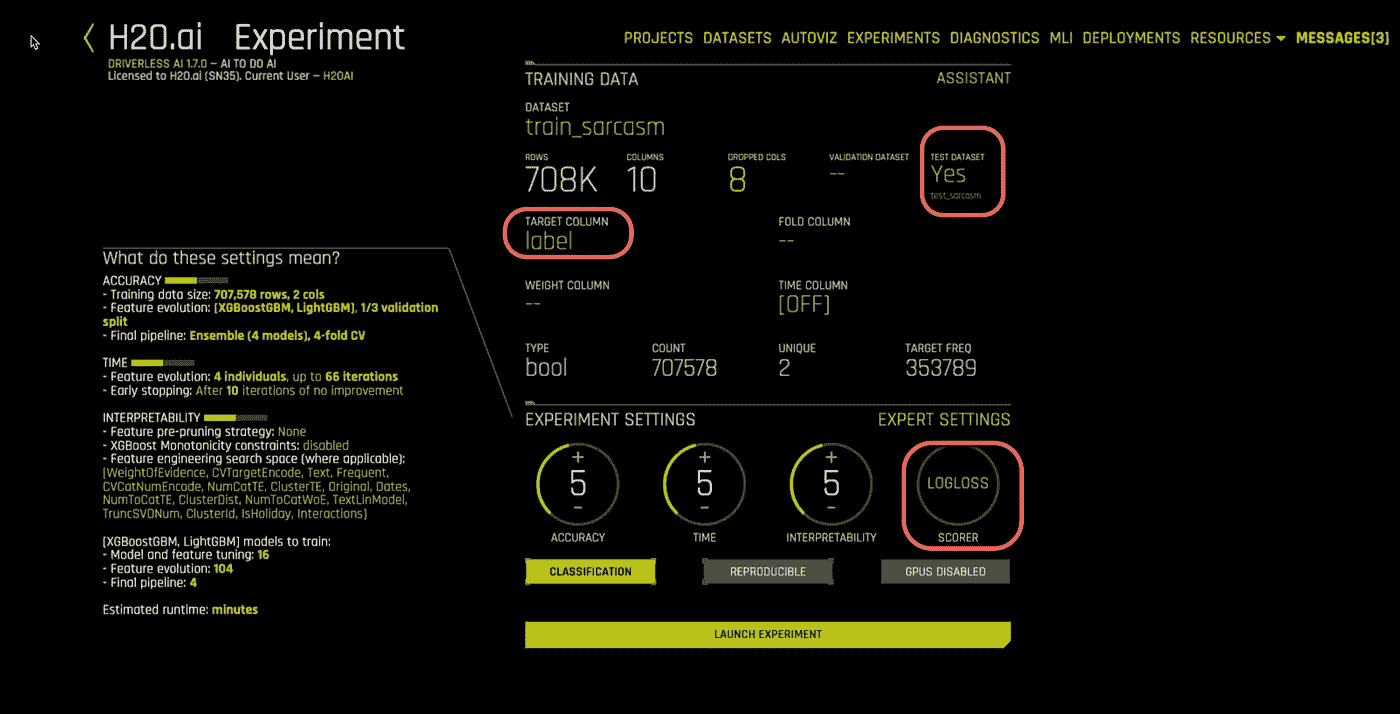 H2O.ai Experiment
DRIVERLESS AI 1.7.0 – AI TO DO AI
Licensed to H2O.ai (SN35). Current User – H2OAI
PROJECTS DATASETS AUTOVIZ EXPERIMENTS DIAGNOSTICS MLI DEPLOYMENTS RESOURCES MESSAGES[3]
TRAINING DATA ASSISTANT
DATASET
train_sarcasm
ROWS COLUMNS DROPPED COLS VALIDATION DATASET TEST DATASET
708K 10 8 -- Yes
test_sarcasm
TARGET COLUMN FOLD COLUMN
label --
WEIGHT COLUMN TIME COLUMN
-- [OFF]
TYPE COUNT UNIQUE TARGET FREQ
bool 707578 2 353789
What do these settings mean?
ACCURACY
- Training data size: 707,578 rows, 2 cols
- Feature evolution: [XGBoostGBM, LightGBM], 1/3 validation
split
- Final pipeline: Ensemble (4 models), 4-fold CV
TIME
- Feature evolution: 4 individuals, up to 66 iterations
- Early stopping: After 10 iterations of no improvement
INTERPRETABILITY
- Feature pre-pruning strategy: None
- XGBoost Monotonicity constraints: disabled
- Feature engineering search space (where applicable):
[WeightOfEvidence, CVTargetEncode, Text, Frequent,
CVCatNumEncode, NumCatTE, ClusterTE, Original, Dates,
NumToCatTE, ClusterDist, NumToCatWoE, TextLinModel,
TruncSVDNum, ClusterId, IsHoliday, Interactions]
[XGBoostGBM, LightGBM] models to train:
- Model and feature tuning: 16
- Feature evolution: 104
- Final pipeline: 4
Estimated runtime: minutes
EXPERIMENT SETTINGS EXPERT SETTINGS
+ + +
5 5 5 LOGLOSS
- - -
ACCURACY TIME INTERPRETABILITY SCORER
CLASSIFICATION REPRODUCIBLE GPUS DISABLED
LAUNCH EXPERIMENT